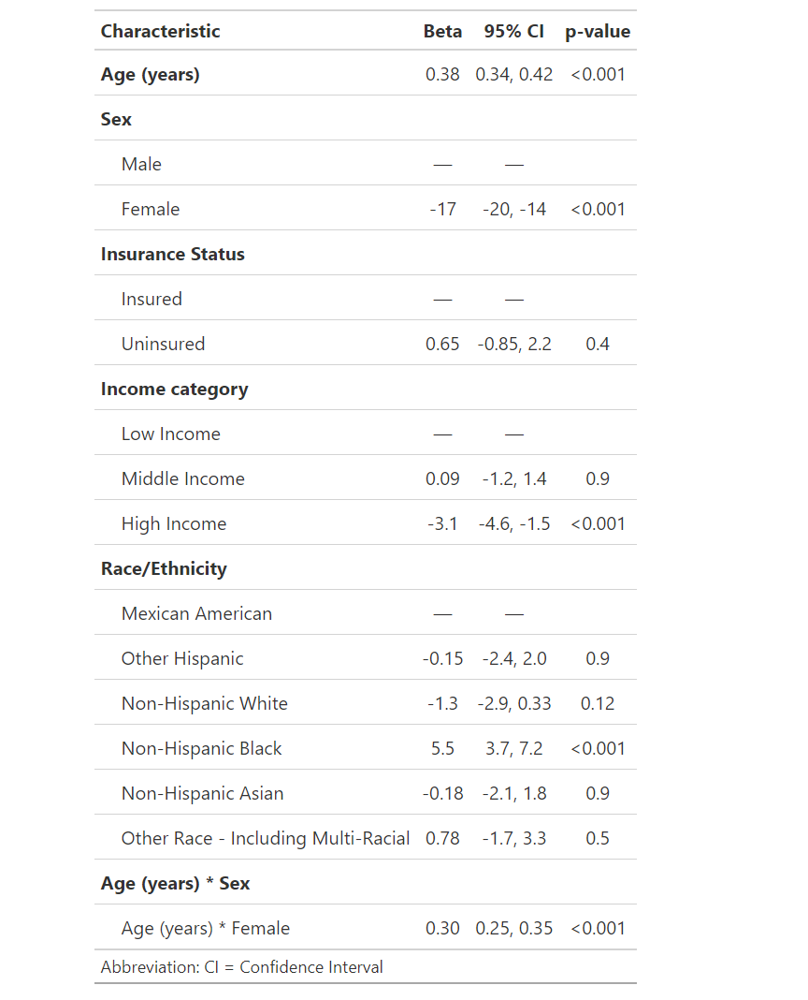 Characteristic Beta 95% CI p-value
Age (years) 0.38 0.34, 0.42 <0.001
Sex
Male — —
Female -17 -20, -14 <0.001
Insurance Status
Insured — —
Uninsured 0.65 -0.85, 2.2 0.4
Income category
Low Income — —
Middle Income 0.09 -1.2, 1.4 0.9
High Income -3.1 -4.6, -1.5 <0.001
Race/Ethnicity
Mexican American — —
Other Hispanic -0.15 -2.4, 2.0 0.9
Non-Hispanic White -1.3 -2.9, 0.33 0.12
Non-Hispanic Black 5.5 3.7, 7.2 <0.001
Non-Hispanic Asian -0.18 -2.1, 1.8 0.9
Other Race - Including Multi-Racial 0.78 -1.7, 3.3 0.5
Age (years) * Sex
Age (years) * Female 0.30 0.25, 0.35 <0.001
Abbreviation: CI = Confidence Interval